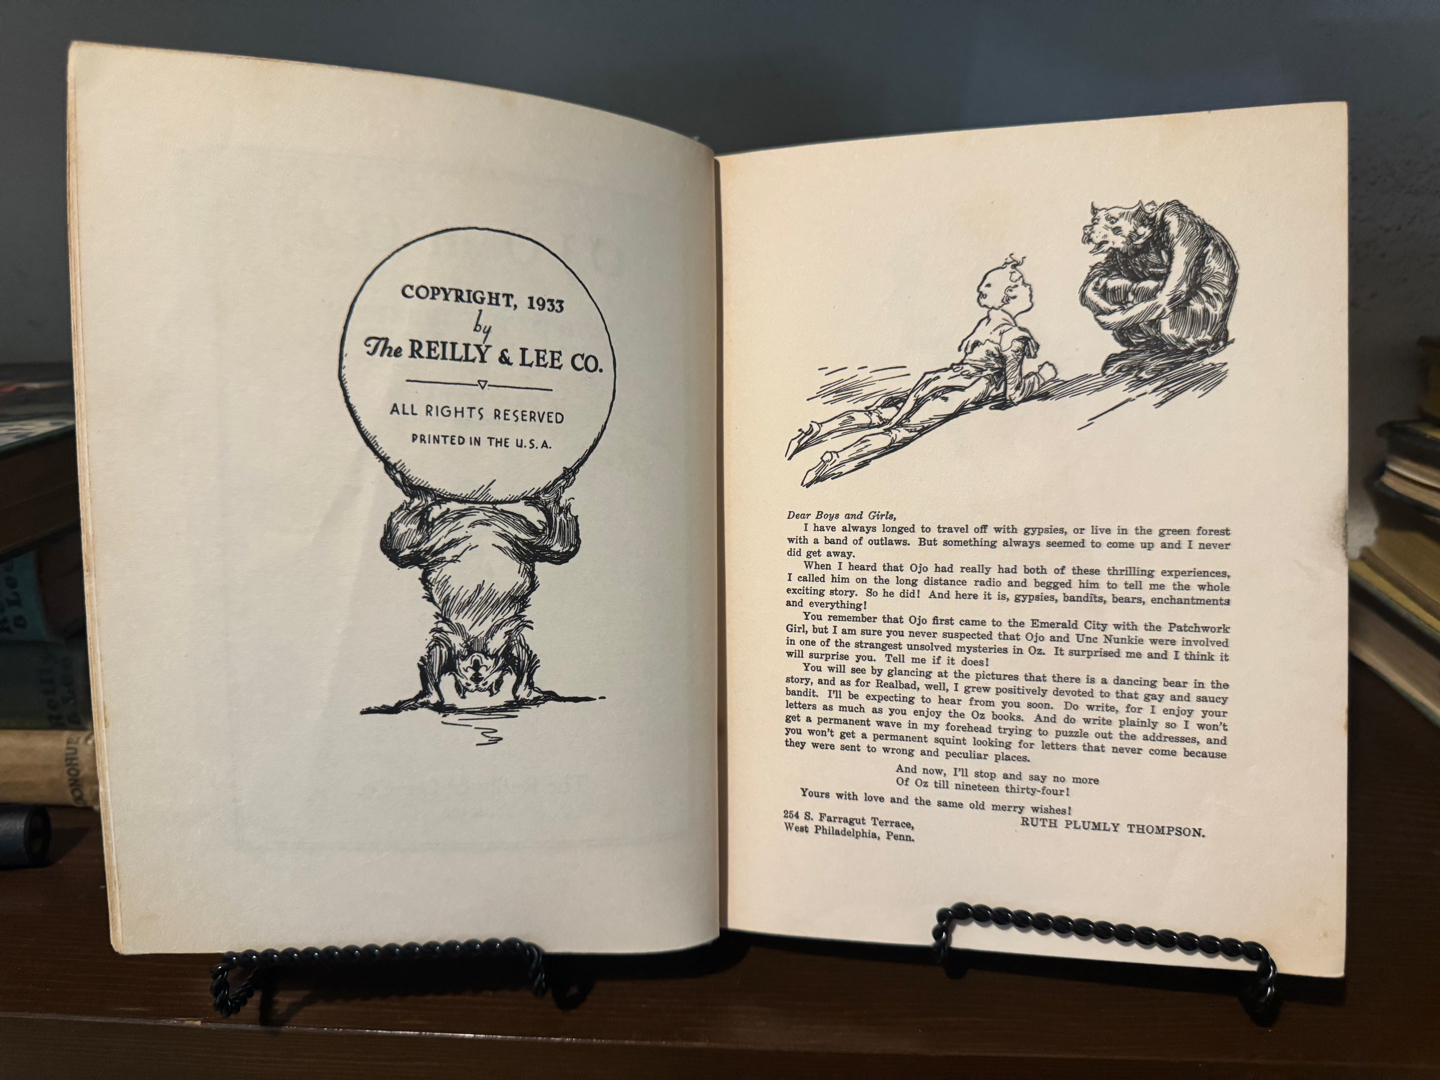 COPYRIGHT, 1933
by
The REILLY & LEE CO.
ALL RIGHTS RESERVED
PRINTED IN THE U.S.A.
Dear Boys and Girls,
I have always longed to travel off with gypsies, or live in the green forest
with a band of outlaws. But something always seemed to come up and I never
did get away.
When I heard that Ojo had really had both of these thrilling experiences,
I called him on the long distance radio and begged him to tell me the whole
exciting story. So he did! And here it is, gypsies, bandits, bears, enchantments
and everything!
You remember that Ojo first came to the Emerald City with the Patchwork
Girl, but I am sure you never suspected that Ojo and Unc Nunkie were involved
in one of the strangest unsolved mysteries in Oz. It surprised me and I think it
will surprise you. Tell me if it does!
You will see by glancing at the pictures that there is a dancing bear in the
story, and as for Realbad, well, I grew positively devoted to that gay and saucy
bandit. I'll be expecting to hear from you soon. Do write, for I enjoy your
letters as much as you enjoy the Oz books. And do write plainly so I won't
get a permanent wave in my forehead trying to puzzle out the addresses, and
you won't get a permanent squint looking for letters that never come because
they were sent to wrong and peculiar places.
And now, I'll stop and say no more
Of Oz till nineteen thirty-four!
Yours with love and the same old merry wishes!
RUTH PLUMLY THOMPSON.
254 S. Farragut Terrace,
West Philadelphia, Penn.
Reilly
& Lee
DONOHUE